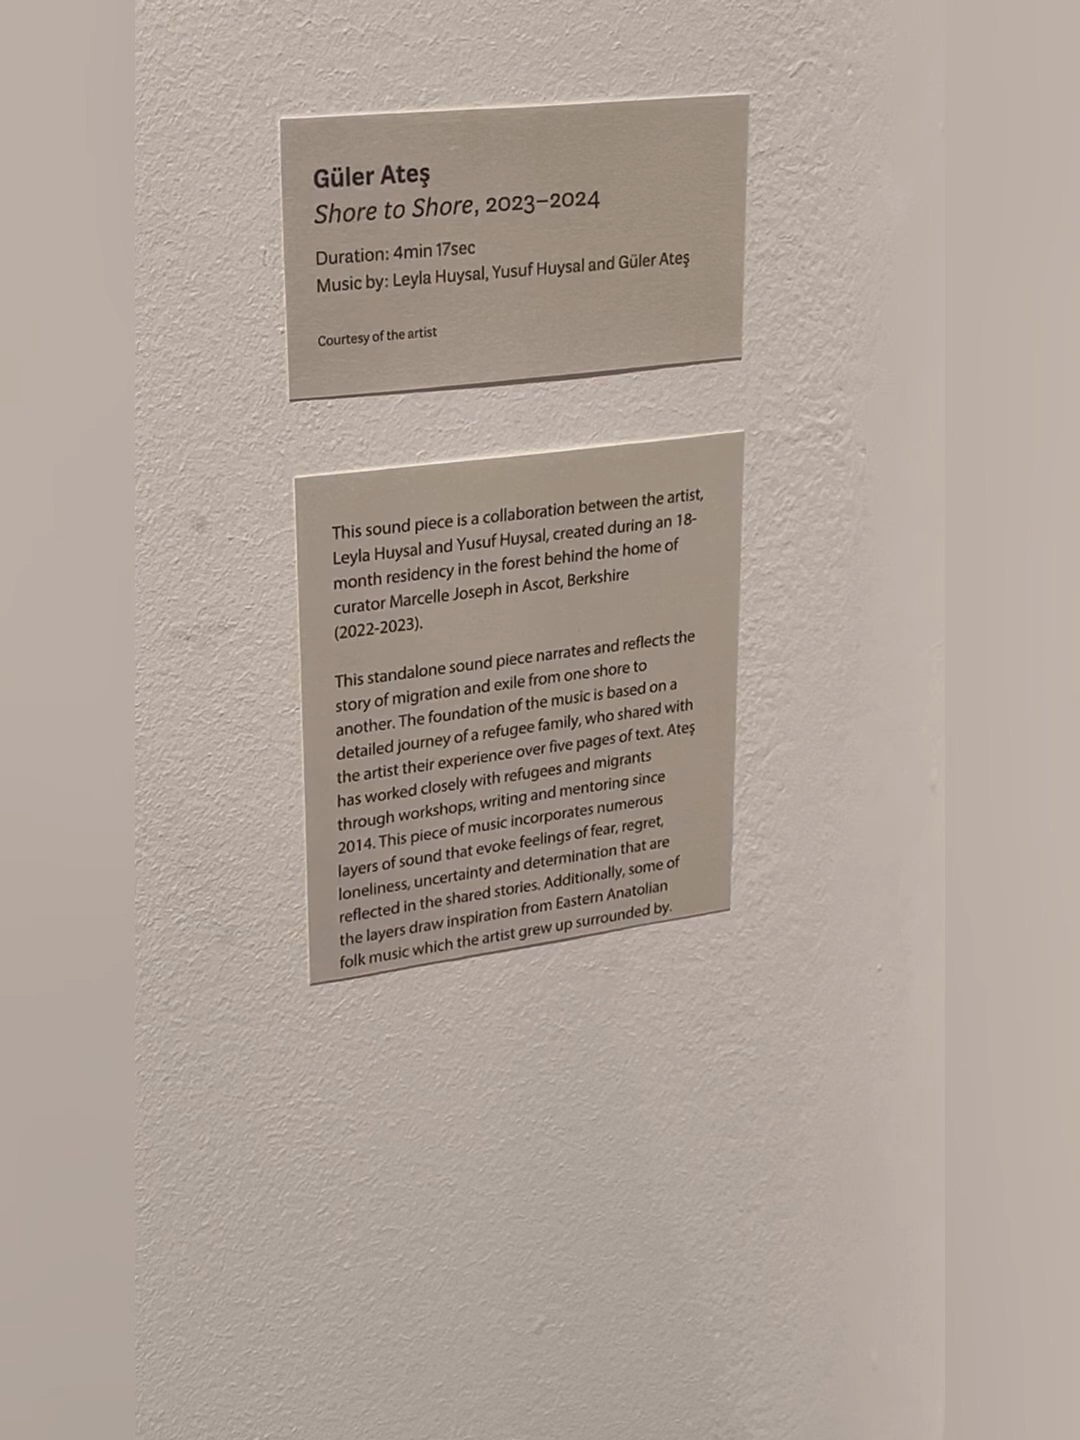 Güler Ateş
Shore to Shore, 2023–2024
Duration: 4min 17sec
Music by: Leyla Huysal, Yusuf Huysal and Güler Ateş
Courtesy of the artist
This sound piece is a collaboration between the artist,
Leyla Huysal and Yusuf Huysal, created during an 18-
month residency in the forest behind the home of
curator Marcelle Joseph in Ascot, Berkshire
(2022-2023).
This standalone sound piece narrates and reflects the
story of migration and exile from one shore to
another. The foundation of the music is based on a
detailed journey of a refugee family, who shared with
the artist their experience over five pages of text. Ateş
has worked closely with refugees and migrants
through workshops, writing and mentoring since
2014. This piece of music incorporates numerous
layers of sound that evoke feelings of fear, regret,
loneliness, uncertainty and determination that are
reflected in the shared stories. Additionally, some of
the layers draw inspiration from Eastern Anatolian
folk music which the artist grew up surrounded by.